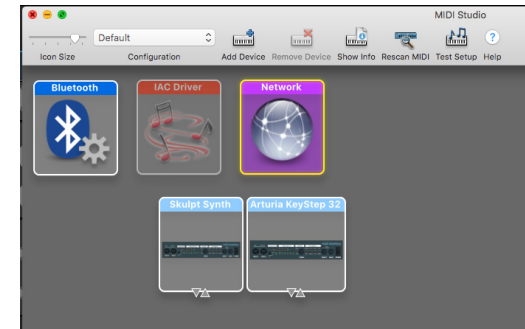 MIDI Studio
Default
Icon Size
Configuration
Add Device
Remove Device
Show Info
Rescan MIDI
Test Setup
?
Help
Bluetooth
IAC Driver
Network
Skulpt Synth
Arturia KeyStep 32